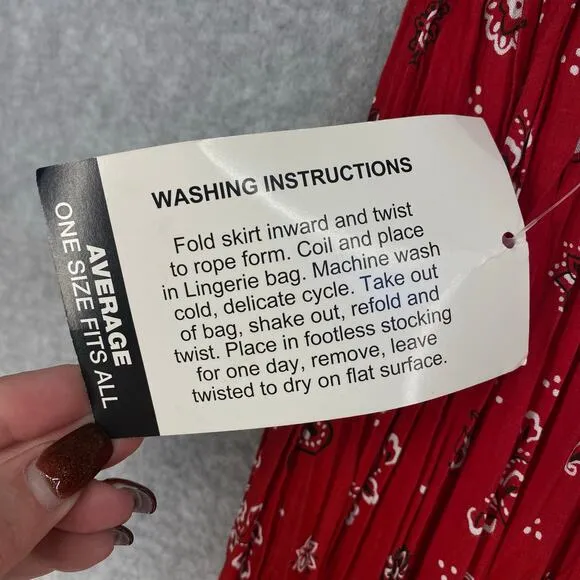 AVERAGE
ONE SIZE FITS ALL
WASHING INSTRUCTIONS
Fold skirt inward and twist
to rope form. Coil and place
in Lingerie bag. Machine wash
cold, delicate cycle. Take out
of bag, shake out, refold and
twist. Place in footless stocking
for one day, remove, leave
twisted to dry on flat surface.